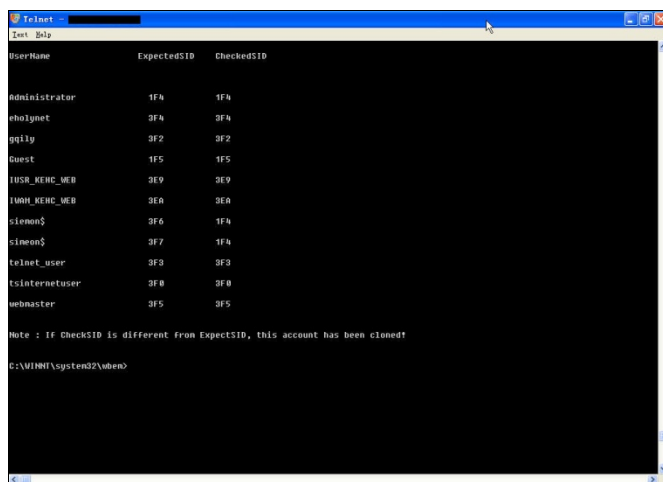 Telnet -
Text Help
UserName ExpectedSID CheckedSID
Administrator 1F4 1F4
eholynet 3F4 3F4
gqily 3F2 3F2
Guest 1F5 1F5
IUSR_KEHC_WEB 3E9 3E9
IWAM_KEHC_WEB 3EA 3EA
siemon$ 3F6 1F4
simeon$ 3F7 1F4
telnet_user 3F3 3F3
tsinternetuser 3F0 3F0
webmaster 3F5 3F5
Note : If CheckSID is different from ExpectSID, this account has been cloned!
C:\WINNT\system32\wbem>